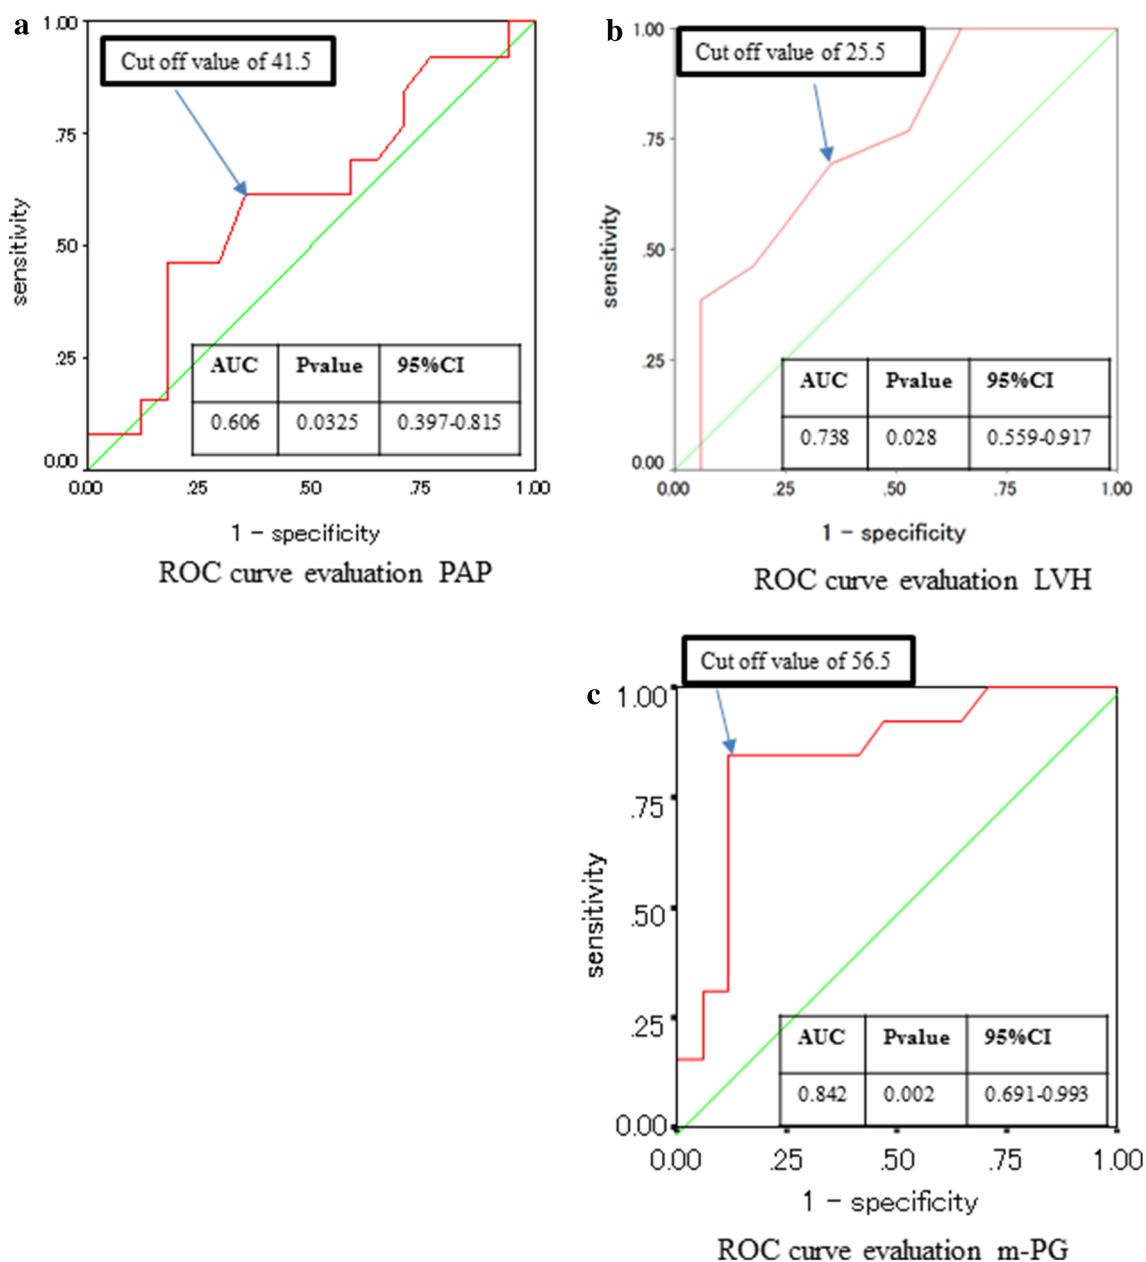 a
Cut off value of 41.5
1.00
.75
.50
.25
0.00
sensitivity
AUC Pvalue 95%CI
0.606 0.0325 0.397-0.815
0.00 .25 .50 .75 1.00
1 - specificity
ROC curve evaluation PAP
b
Cut off value of 25.5
1.00
.75
.50
.25
0.00
sensitivity
AUC Pvalue 95%CI
0.738 0.028 0.559-0.917
0.00 .25 .50 .75 1.00
1 - specificity
ROC curve evaluation LVH
c
Cut off value of 56.5
1.00
.75
.50
.25
0.00
sensitivity
AUC Pvalue 95%CI
0.842 0.002 0.691-0.993
0.00 .25 .50 .75 1.00
1 - specificity
ROC curve evaluation m-PG